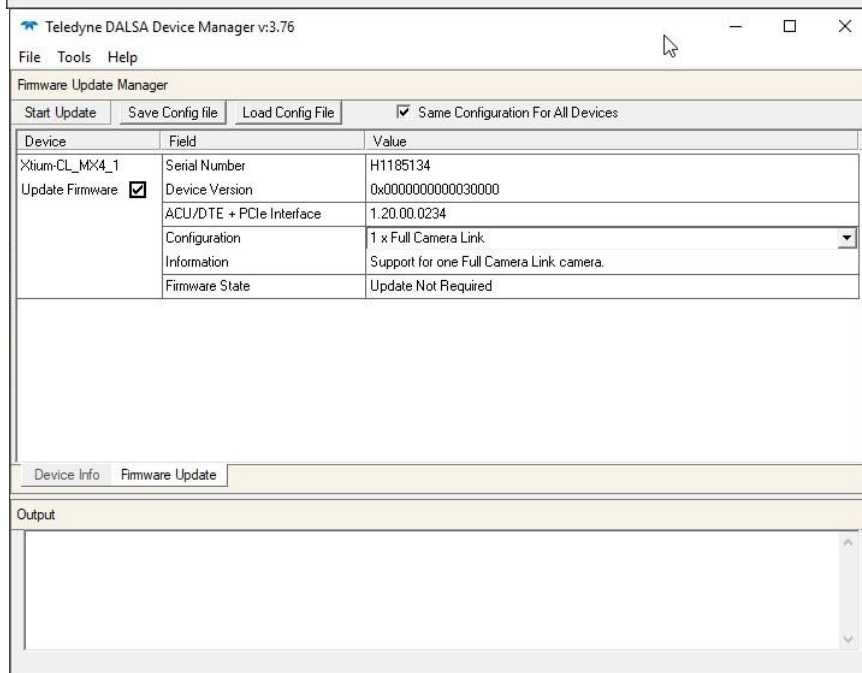 Teledyne DALSA Device Manager v:3.76
File Tools Help
Firmware Update Manager
Start Update Save Config file Load Config File Same Configuration For All Devices
Device Field Value
Xtium-CL_MX4_1 Serial Number H1185134
Update Firmware Device Version 0x0000000000030000
ACU/DTE + PCIe Interface 1.20.00.0234
Configuration 1 x Full Camera Link
Information Support for one Full Camera Link camera.
Firmware State Update Not Required
Device Info Firmware Update
Output